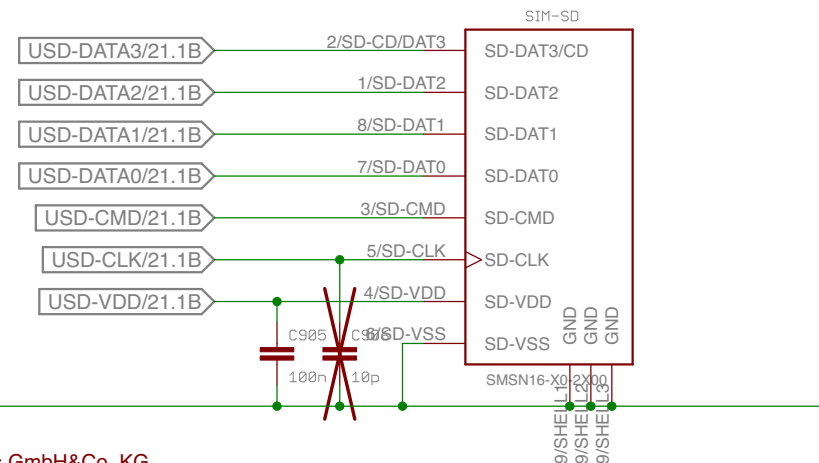 SIM-SD
USD-DATA3/21.1B 2/SD-CD/DAT3 SD-DAT3/CD
USD-DATA2/21.1B 1/SD-DAT2 SD-DAT2
USD-DATA1/21.1B 8/SD-DAT1 SD-DAT1
USD-DATA0/21.1B 7/SD-DAT0 SD-DAT0
USD-CMD/21.1B 3/SD-CMD SD-CMD
USD-CLK/21.1B 5/SD-CLK SD-CLK
USD-VDD/21.1B 4/SD-VDD SD-VDD
C905 6/SD-VSS SD-VSS
GND GND GND
100n 10p SMSN16-X0-2X00
9/SHELL1
9/SHELL2
9/SHELL3
GmbH&Co. KG